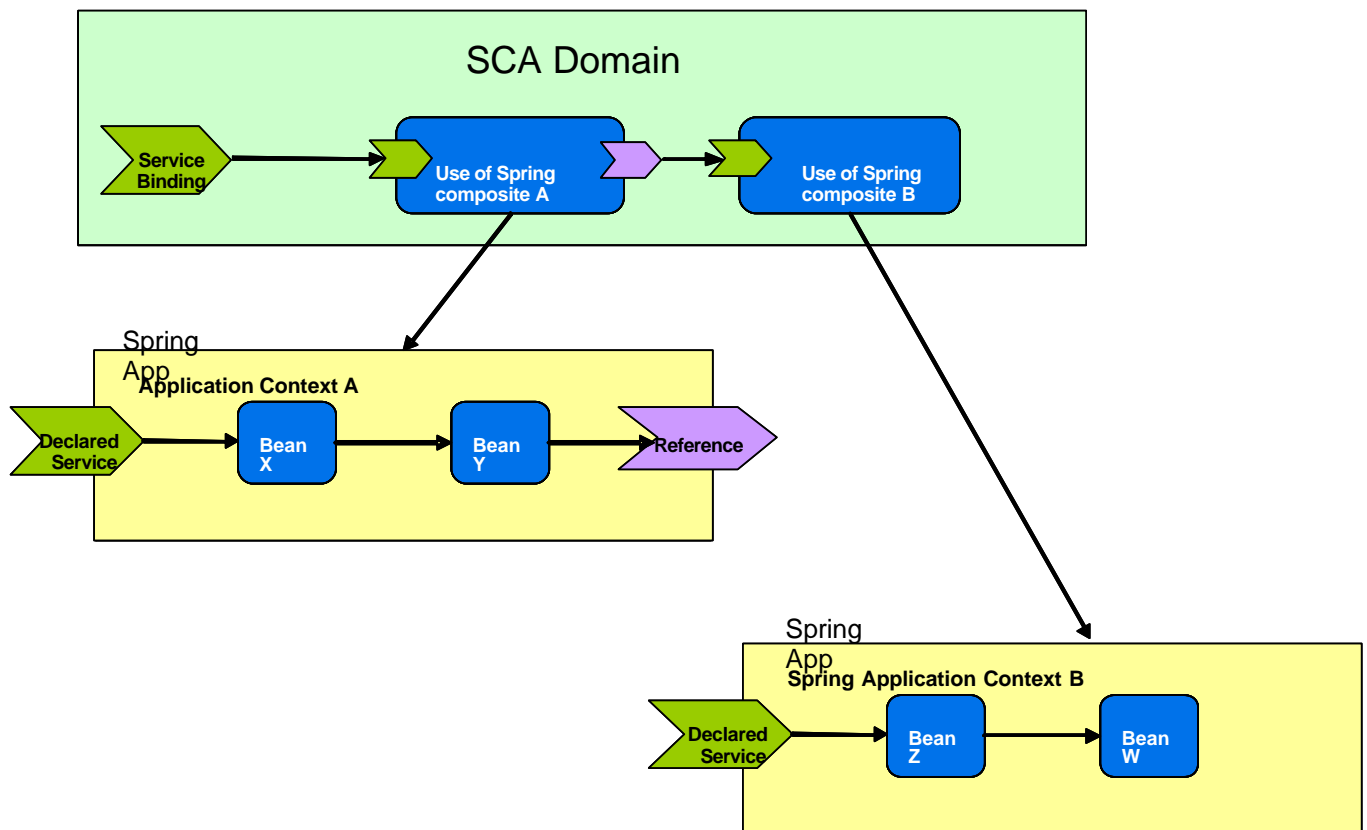 SCA Domain
Service
Binding
Use of Spring
composite A
Use of Spring
composite B
Spring
App
Application Context A
Declared
Service
Bean
X
Bean
Y
Reference
Spring
App
Spring Application Context B
Declared
Service
Bean
Z
Bean
W